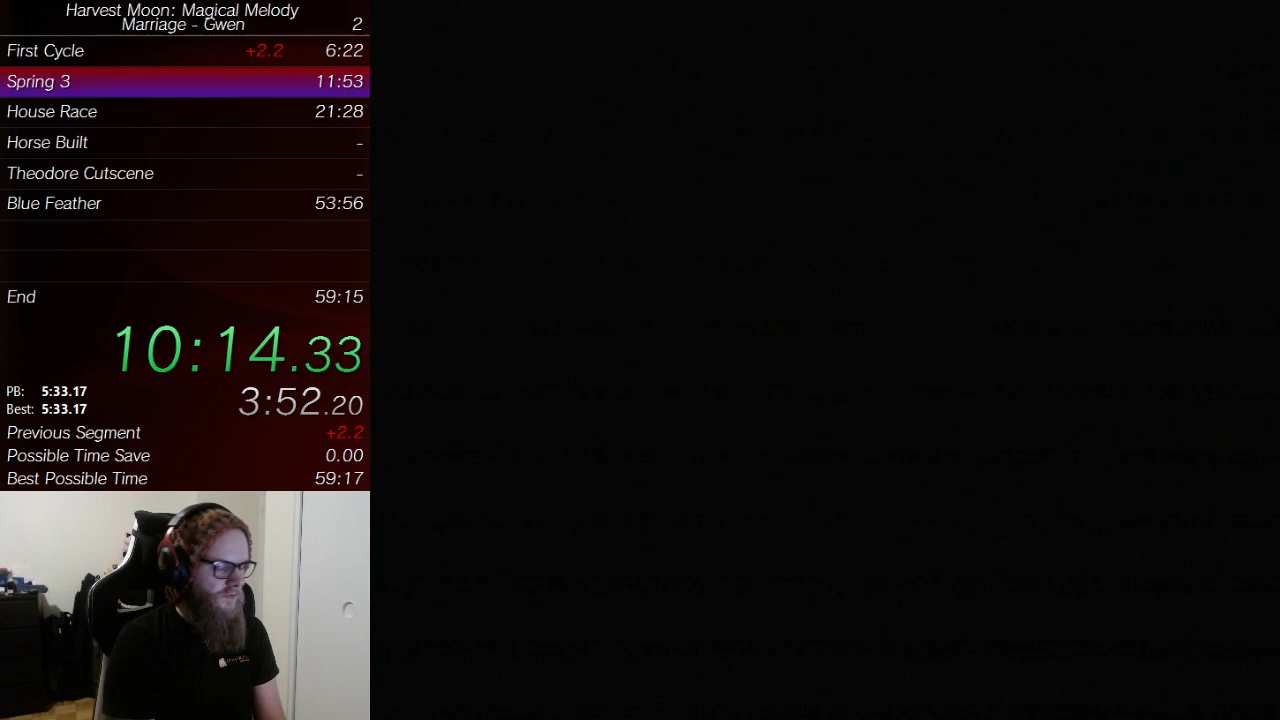 Harvest Moon: Magical Melody
Marriage - Gwen 2
First Cycle +2.2 6:22
Spring 3 11:53
House Race 21:28
Horse Built -
Theodore Cutscene -
Blue Feather 53:56
End 59:15
10:14.33
PB: 5:33.17
Best: 5:33.17
3:52.20
Previous Segment +2.2
Possible Time Save 0.00
Best Possible Time 59:17